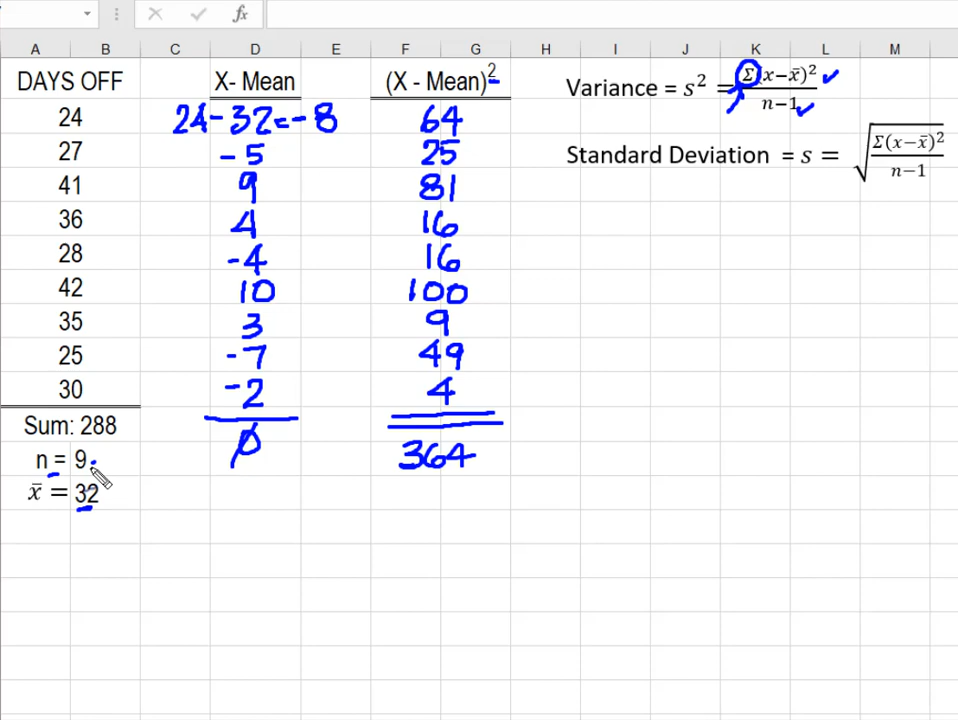 fx
A B C D E F G H I J K L M
DAYS OFF X- Mean (X - Mean)²
24 24-32=-8 64
27 -5 25
41 9 81
36 4 16
28 -4 16
42 10 100
35 3 9
25 -7 49
30 -2 4
Sum: 288 0 364
n = 9
x̄ = 32
Variance = s² = Σ(x−x̄)² / n−1
Standard Deviation = s = √(Σ(x−x̄)² / n−1)